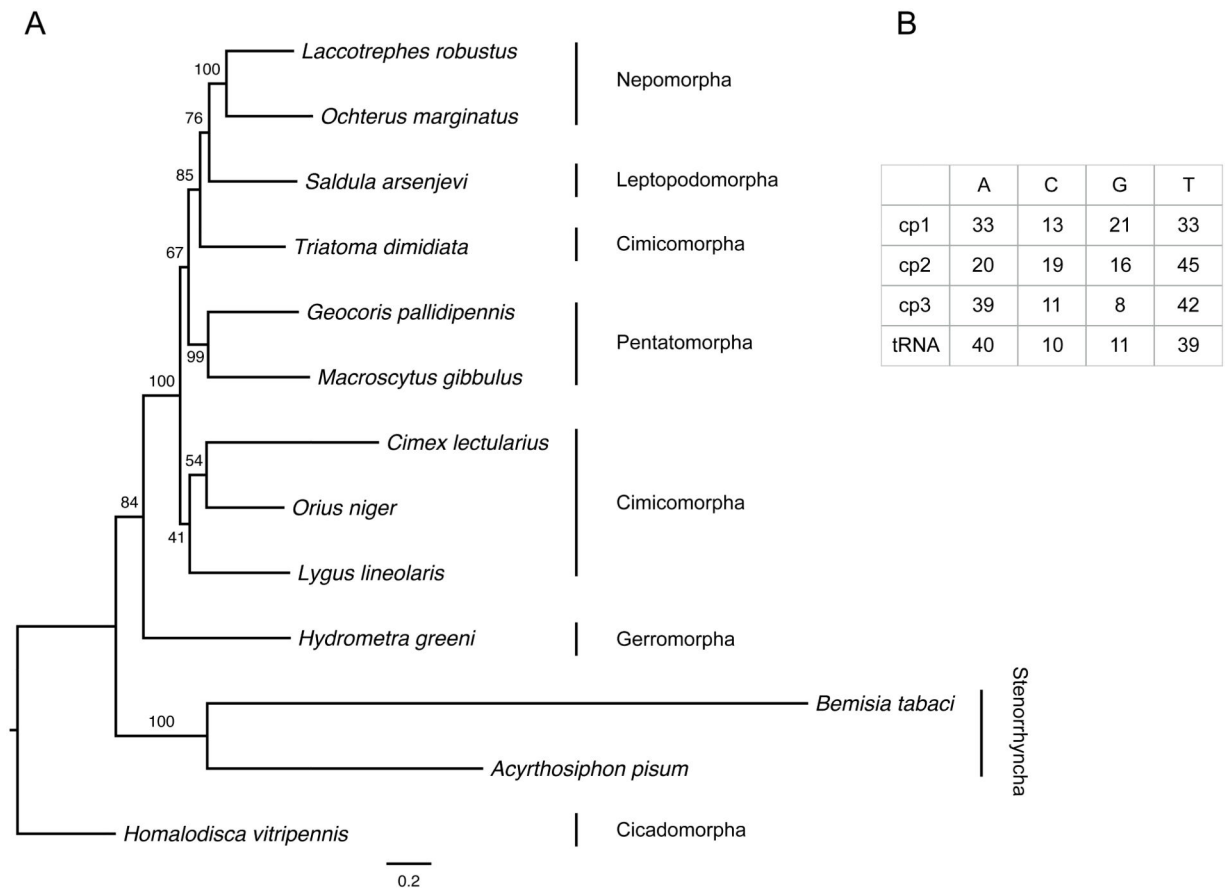 A
B
Laccotrephes robustus
100
Nepomorpha
Ochterus marginatus
76
85
Saldula arsenjevi
Leptopodomorpha
Triatoma dimidiata
Cimicomorpha
67
Geocoris pallidipennis
Pentatomorpha
99
Macroscytus gibbulus
100
Cimex lectularius
54
Orius niger
Cimicomorpha
84
41
Lygus lineolaris
Hydrometra greeni
Gerromorpha
Bemisia tabaci
Stenorrhyncha
100
Acyrthosiphon pisum
Homalodisca vitripennis
Cicadomorpha
0.2
A C G T
cp1 33 13 21 33
cp2 20 19 16 45
cp3 39 11 8 42
tRNA 40 10 11 39